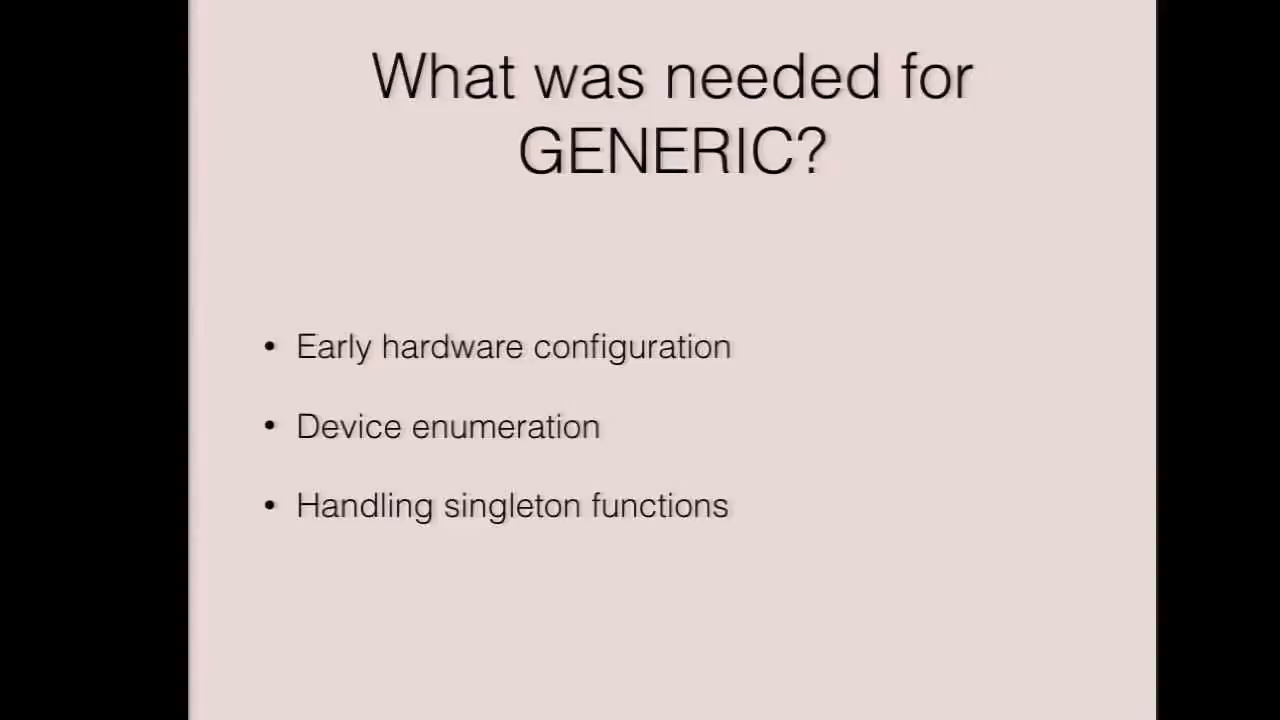 What was needed for
GENERIC?
• Early hardware configuration
• Device enumeration
• Handling singleton functions